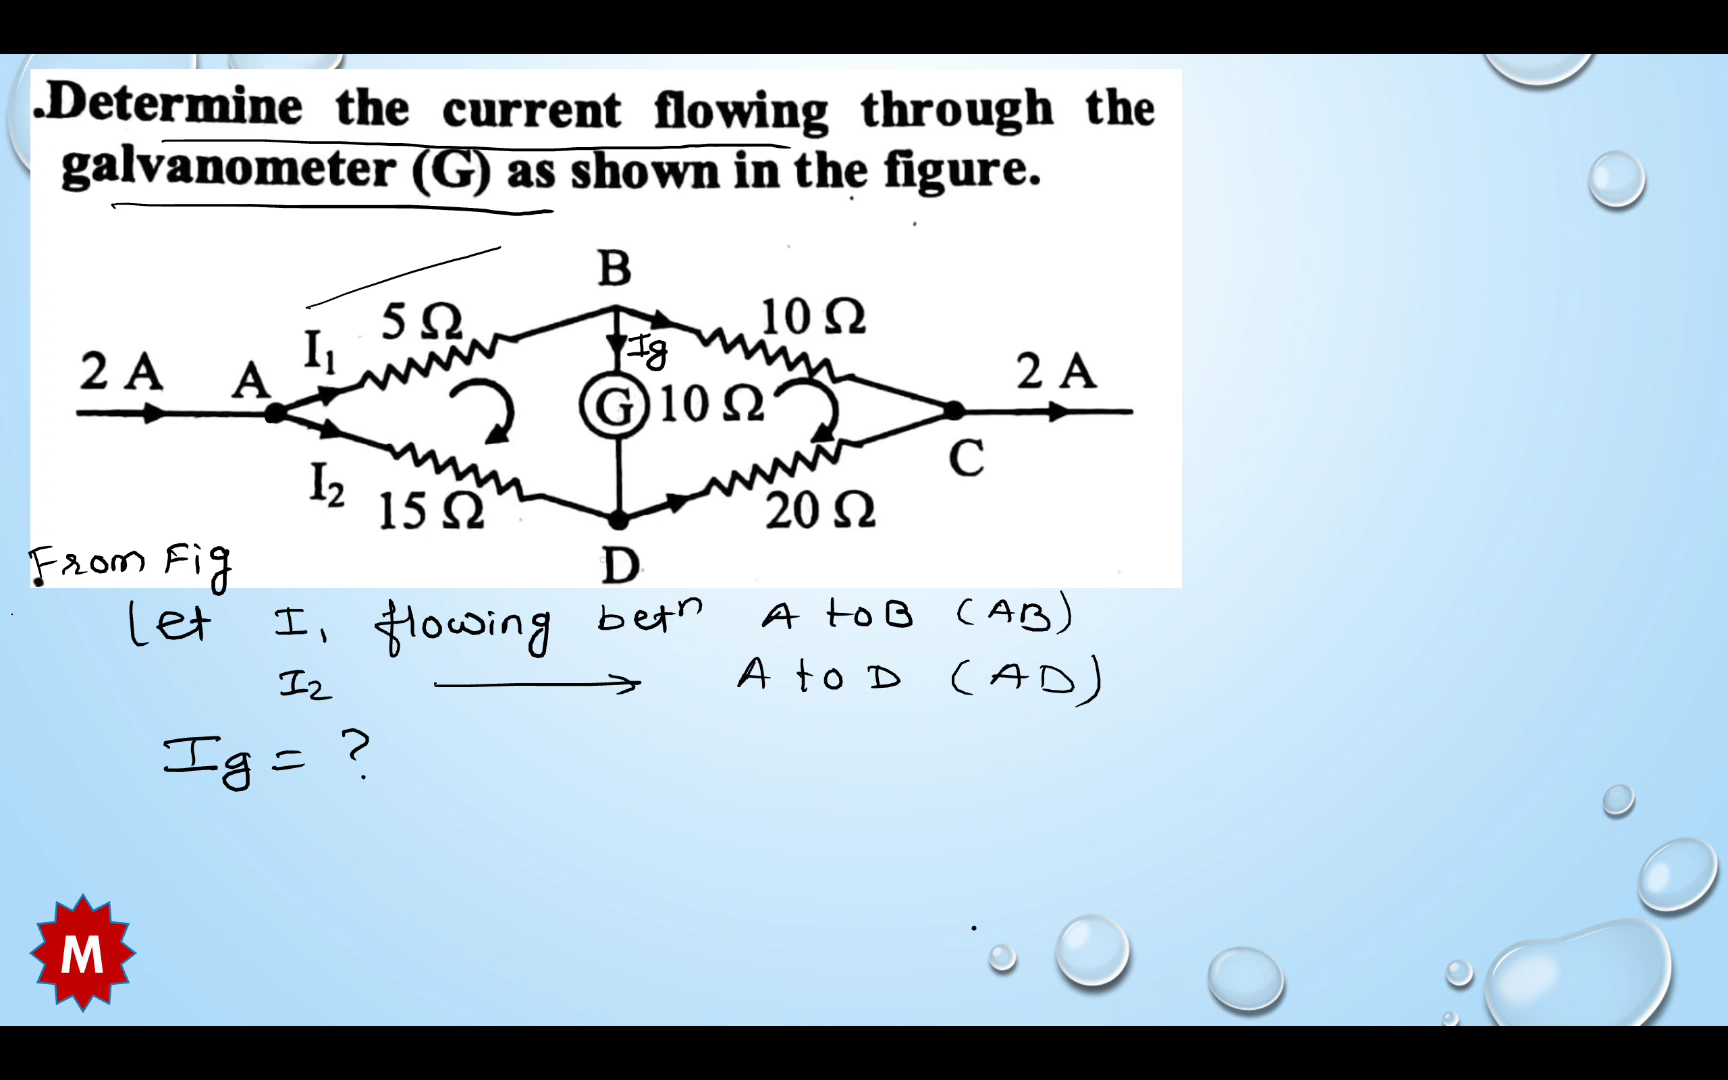 .Determine the current flowing through the
galvanometer (G) as shown in the figure.
B
5 Ω
10 Ω
I₁
Ig
2 A
A
2 A
G
10 Ω
C
I₂
15 Ω
20 Ω
D
From Fig
Let I₁ flowing betⁿ A to B (AB)
I₂ ⟶ A to D (AD)
Ig = ?
M